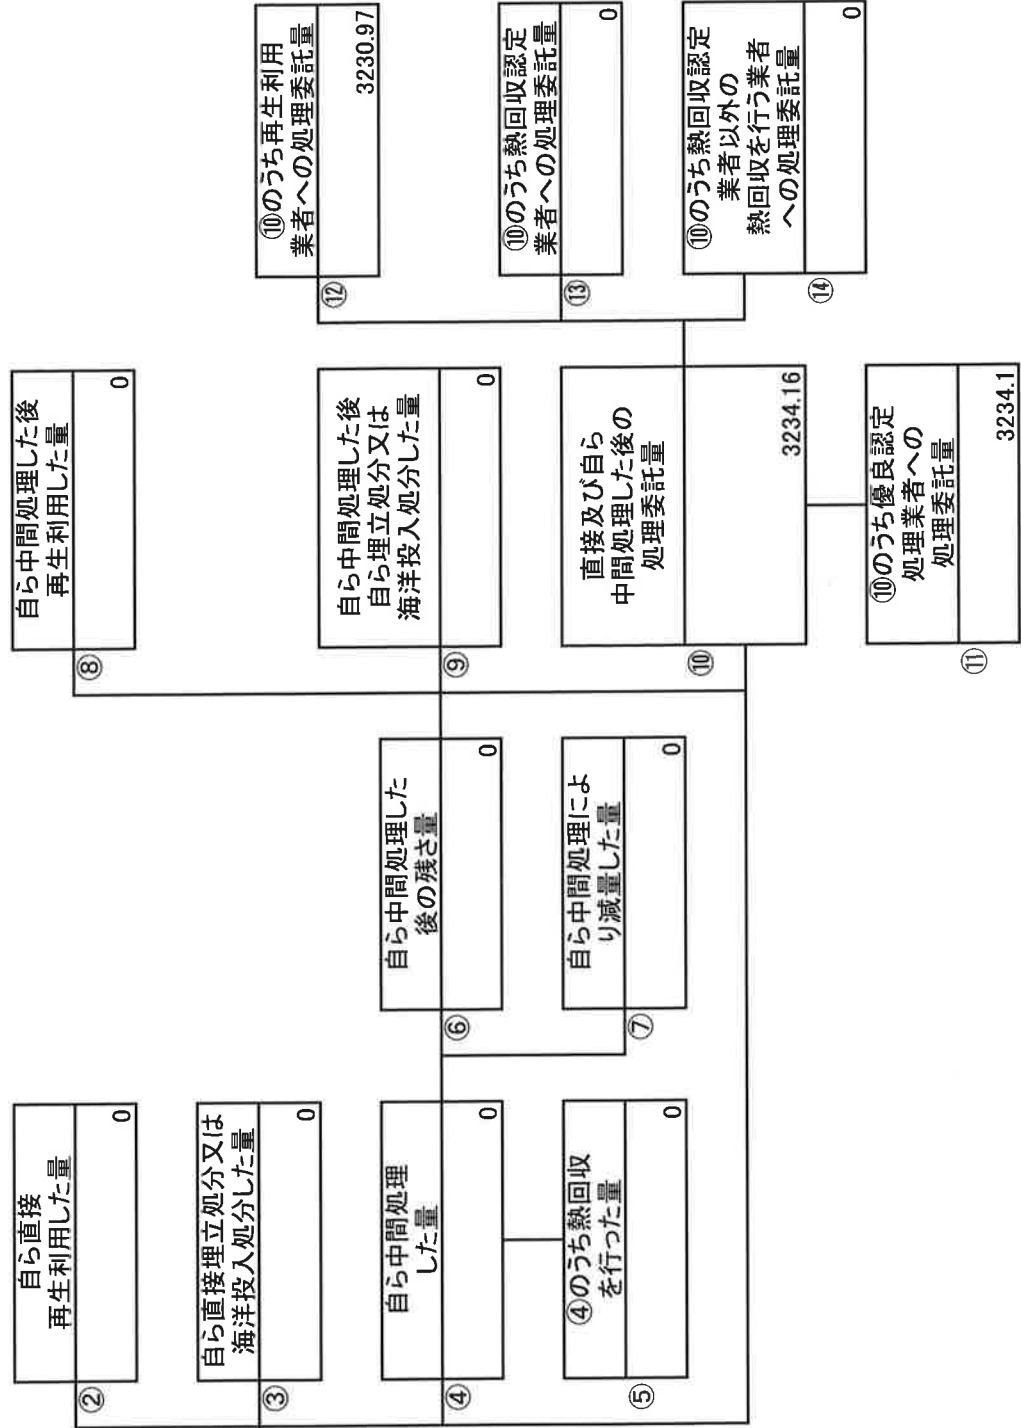 ②
自ら直接
再生利用した量
0
③
自ら直接埋立処分又は
海洋投入処分した量
0
④
自ら中間処理
した量
0
⑤
④のうち熱回収
を行った量
0
⑥
自ら中間処理した
後の残さ量
0
⑦
自ら中間処理によ
り減量した量
0
⑧
自ら中間処理した後
再生利用した量
0
⑨
自ら中間処理した後
自ら埋立処分又は
海洋投入処分した量
0
⑩
直接及び自ら
中間処理した後の
処理委託量
3234.16
⑪
⑩のうち優良認定
処理業者への
処理委託量
3234.1
⑫
⑩のうち再生利用
業者への処理委託量
3230.97
⑬
⑩のうち熱回収認定
業者への処理委託量
0
⑭
⑩のうち熱回収認定
業者以外の
熱回収を行う業者
への処理委託量
0